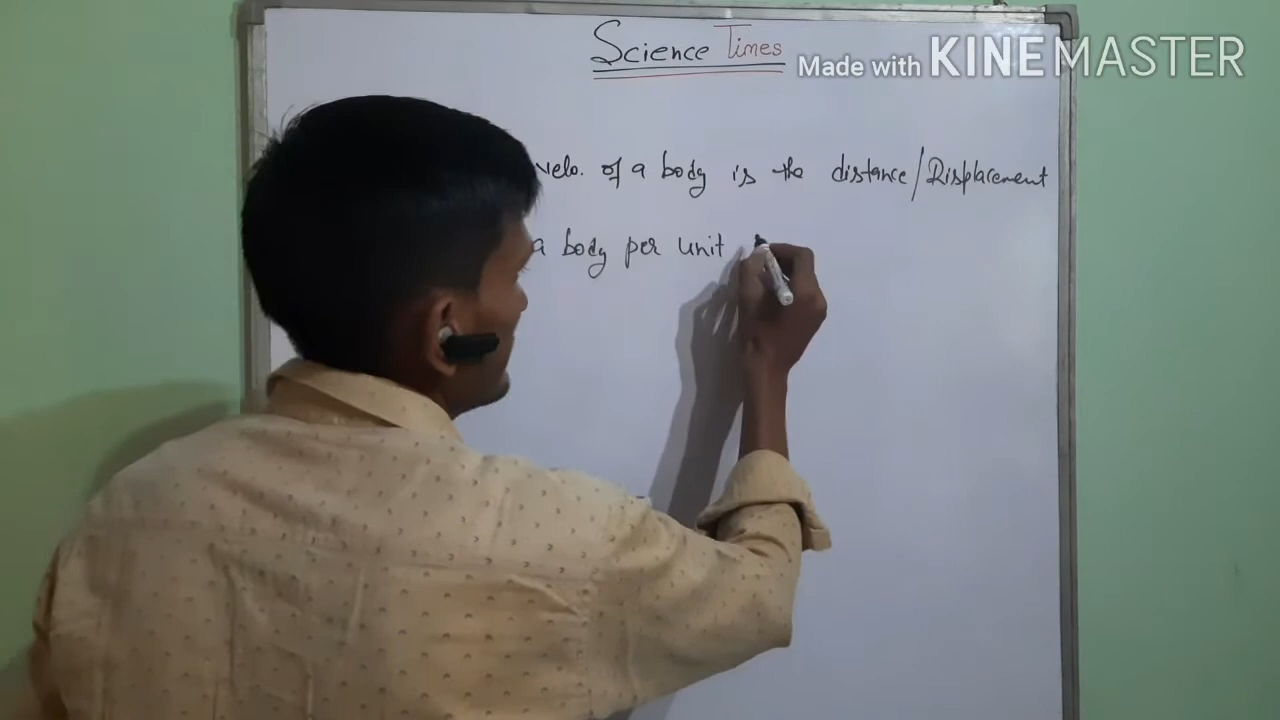 Science Times
Made with KINEMASTER
velo. of a body is the distance/Displacement
a body per unit